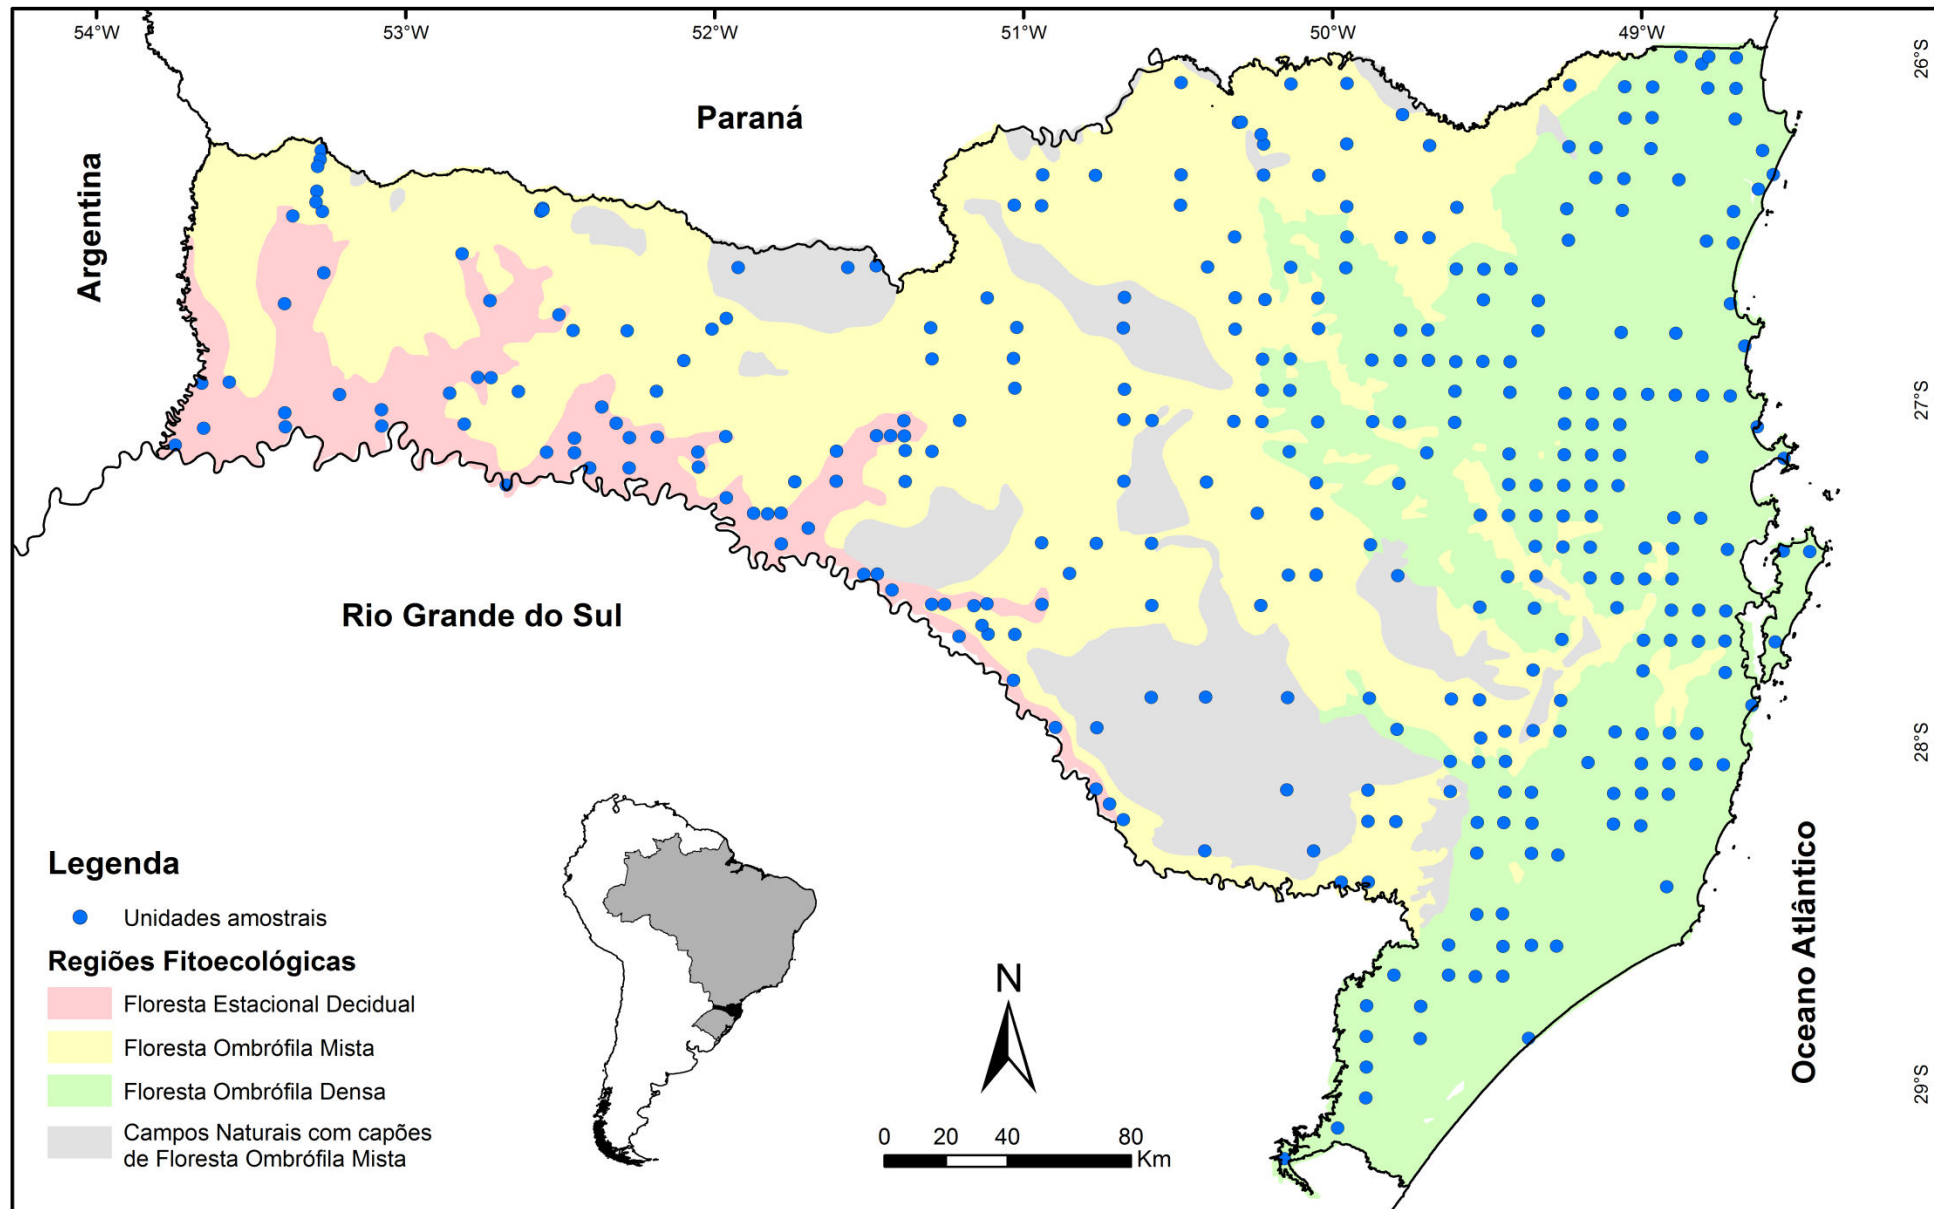 54°W
53°W
52°W
51°W
50°W
49°W
26°S
Paraná
Argentina
27°S
Rio Grande do Sul
28°S
Oceano Atlântico
Legenda
Unidades amostrais
Regiões Fitoecológicas
Floresta Estacional Decidual
Floresta Ombrófila Mista
Floresta Ombrófila Densa
Campos Naturais com capões
de Floresta Ombrófila Mista
N
0 20 40 80
Km
29°S